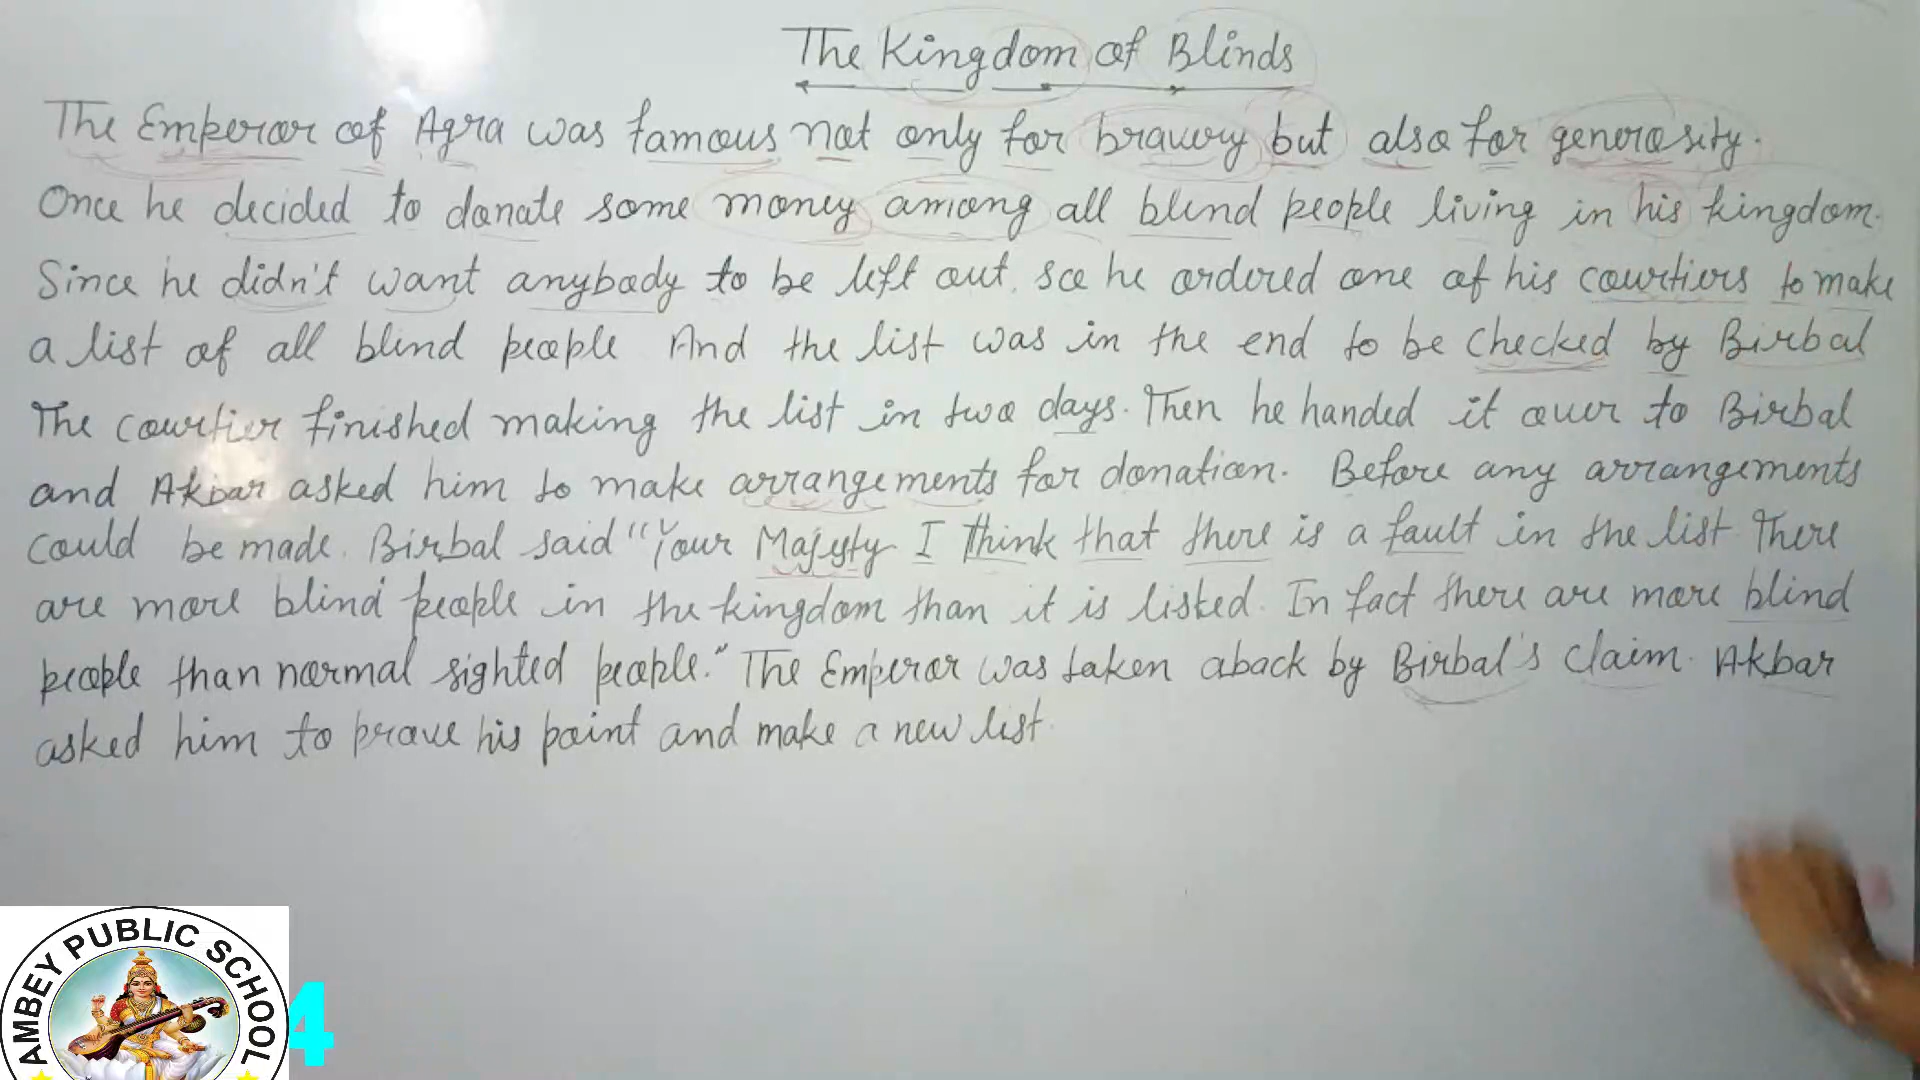 The Kingdom of Blinds
The Emperor of Agra was famous not only for bravery but also for generosity.
Once he decided to donate some money among all blind people living in his kingdom.
Since he didn't want anybody to be left out. so he ordered one of his courtiers to make
a list of all blind people And the list was in the end to be checked by Birbal
The courtier finished making the list in two days. Then he handed it over to Birbal
and Akbar asked him to make arrangements for donation. Before any arrangements
could be made. Birbal said "Your Majesty I think that there is a fault in the list There
are more blind people in the kingdom than it is listed. In fact there are more blind
people than normal sighted people." The Emperor was taken aback by Birbal's claim. Akbar
asked him to prove his point and make a new list.
AMBEY PUBLIC SCHOOL
4